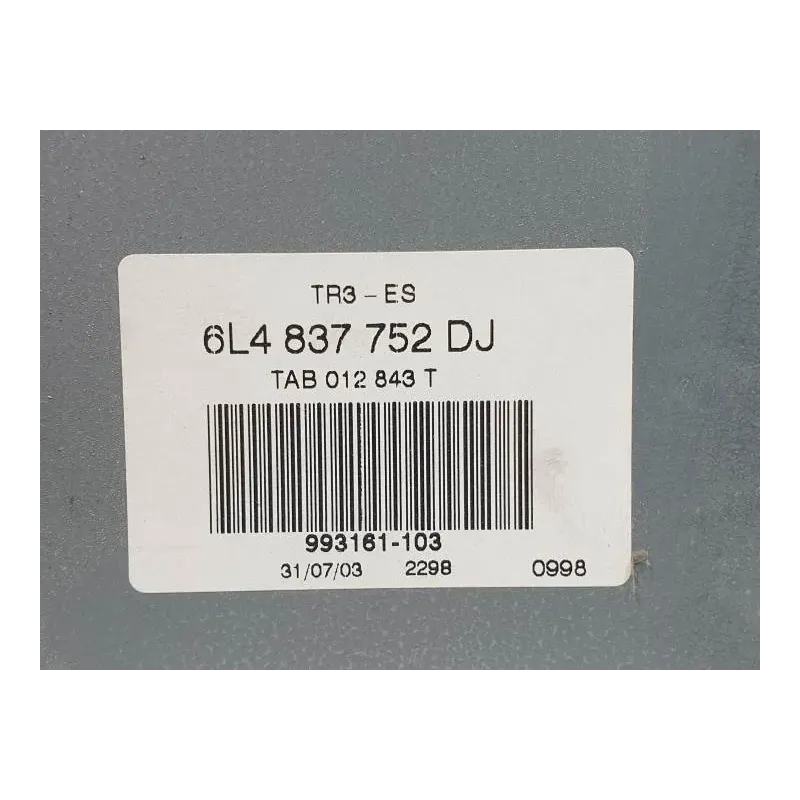 TR3 - ES
6L4 837 752 DJ
TAB 012 843 T
993161-103
31/07/03 2298 0998